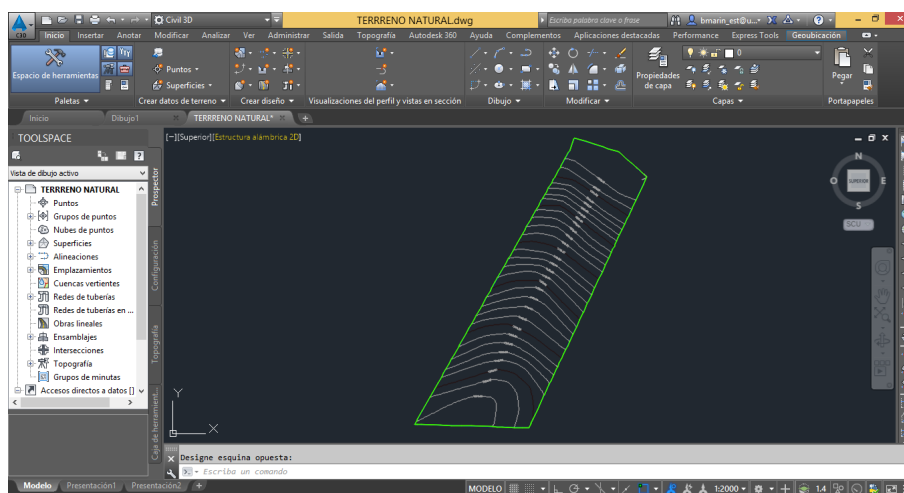 Civil 3D
TERRRENO NATURAL.dwg
Escriba palabra clave o frase
bmarin_est@u...
C3D
Inicio Insertar Anotar Modificar Analizar Ver Administrar Salida Topografía Autodesk 360 Ayuda Complementos Aplicaciones destacadas Performance Express Tools Geoubicación
Espacio de herramientas
Puntos
Superficies
Propiedades de capa
0
Pegar
Paletas Crear datos de terreno Crear diseño Visualizaciones del perfil y vistas en sección Dibujo Modificar Capas Portapapeles
Inicio Dibujo1 TERRRENO NATURAL*
TOOLSPACE
[−][Superior][Estructura alámbrica 2D]
Vista de dibujo activo
TERRRENO NATURAL
Puntos
Grupos de puntos
Nubes de puntos
Superficies
Alineaciones
Emplazamientos
Cuencas vertientes
Redes de tuberías
Redes de tuberías en ...
Obras lineales
Ensamblajes
Intersecciones
Topografía
Grupos de minutas
Accesos directos a datos []
Prospector
Configuración
Topografía
Caja de herramient...
N
O SUPERIOR E
S
SCU
Y
X
Designe esquina opuesta:
Escriba un comando
Modelo Presentación1 Presentación2 +
MODELO 1:2000 1.4